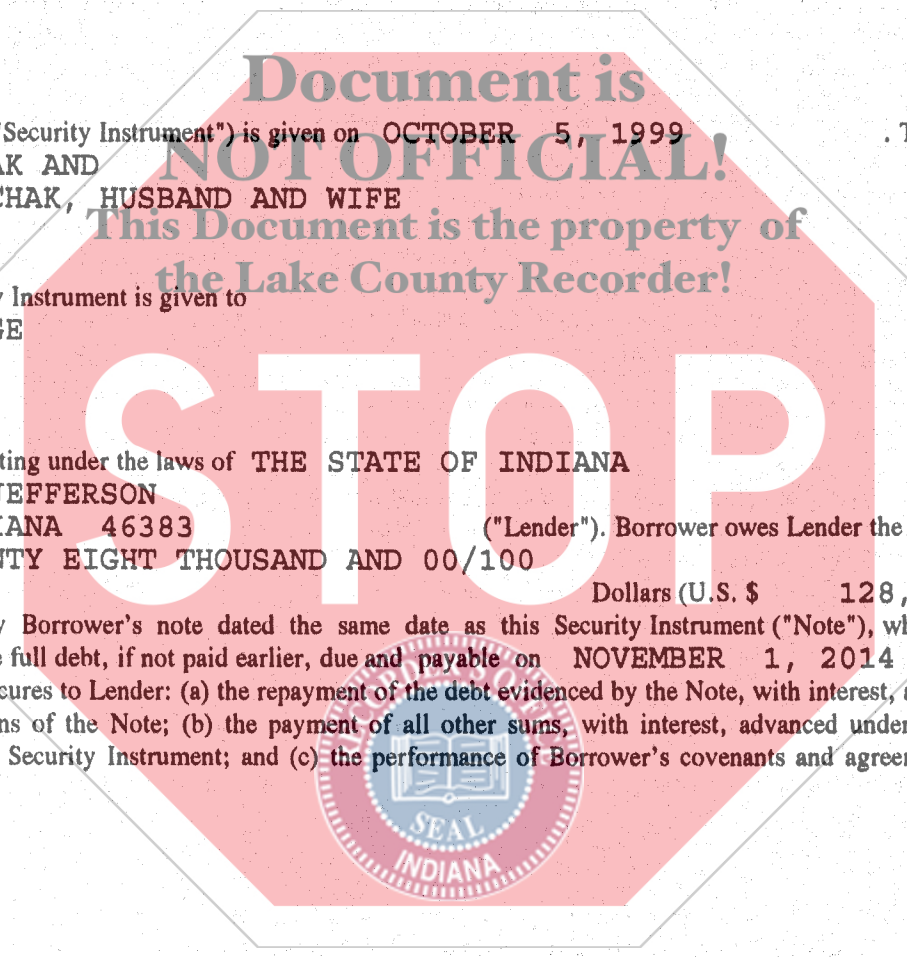 Document is
"Security Instrument") is given on OCTOBER 5, 1999 .T
NOT OFFICIAL!
AK AND
CHAK, HUSBAND AND WIFE
This Document is the property of
the Lake County Recorder!
Instrument is given to
GE
STOP
ting under the laws of THE STATE OF INDIANA
JEFFERSON
IANA 46383 ("Lender"). Borrower owes Lender the
NTY EIGHT THOUSAND AND 00/100
Dollars (U.S. $ 128,
y Borrower's note dated the same date as this Security Instrument ("Note"), wh
e full debt, if not paid earlier, due and payable on NOVEMBER 1, 2014
cures to Lender: (a) the repayment of the debt evidenced by the Note, with interest, a
ns of the Note; (b) the payment of all other sums, with interest, advanced under
Security Instrument; and (c) the performance of Borrower's covenants and agreer
SEAL
INDIANA